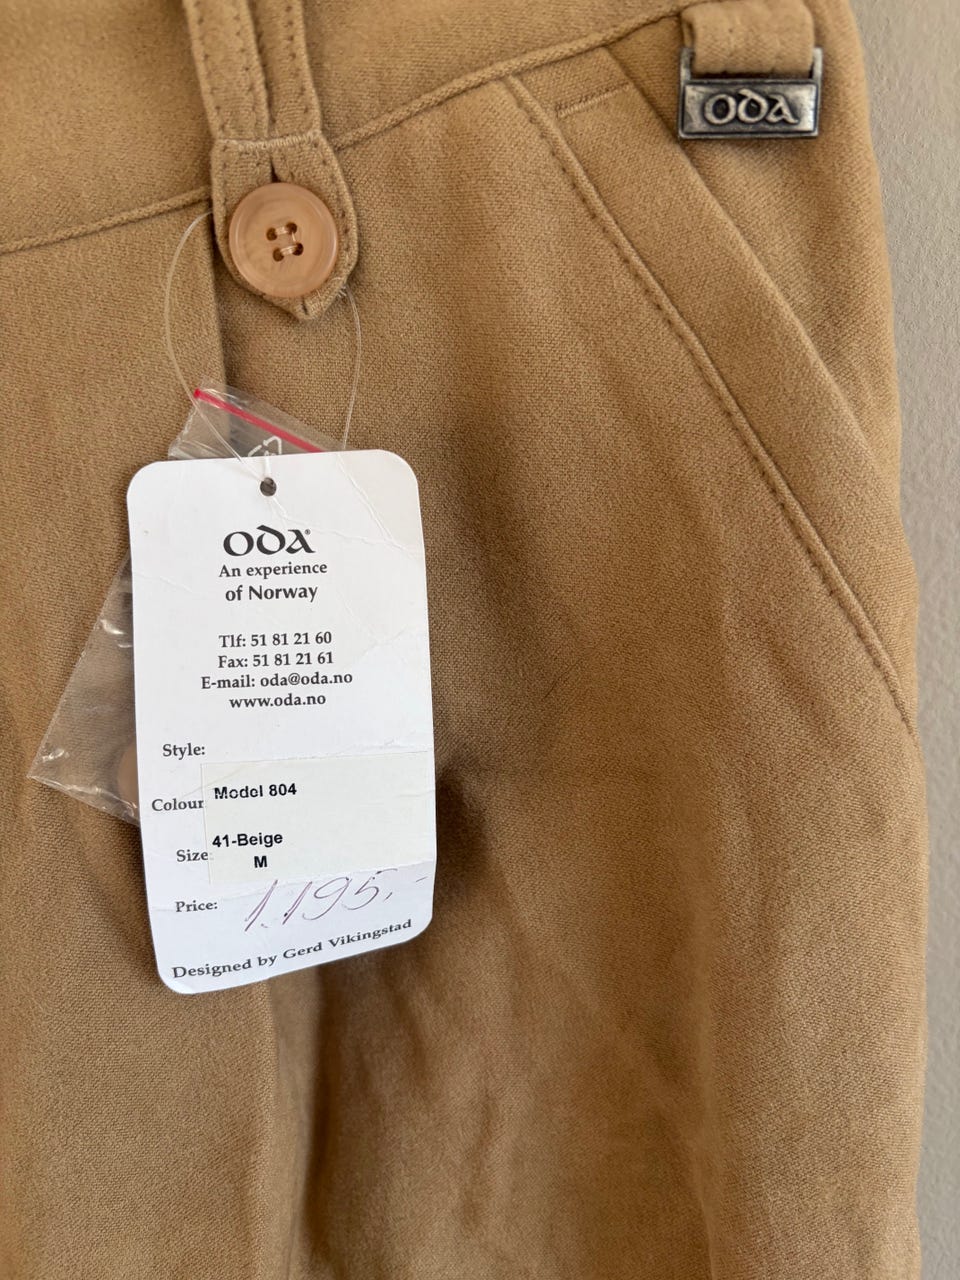 ODA
ODA®
An experience
of Norway
Tlf: 51 81 21 60
Fax: 51 81 21 61
E-mail: oda@oda.no
www.oda.no
Style:
Model 804
Colour
41-Beige
Size:
M
Price: 1.195,-
Designed by Gerd Vikingstad